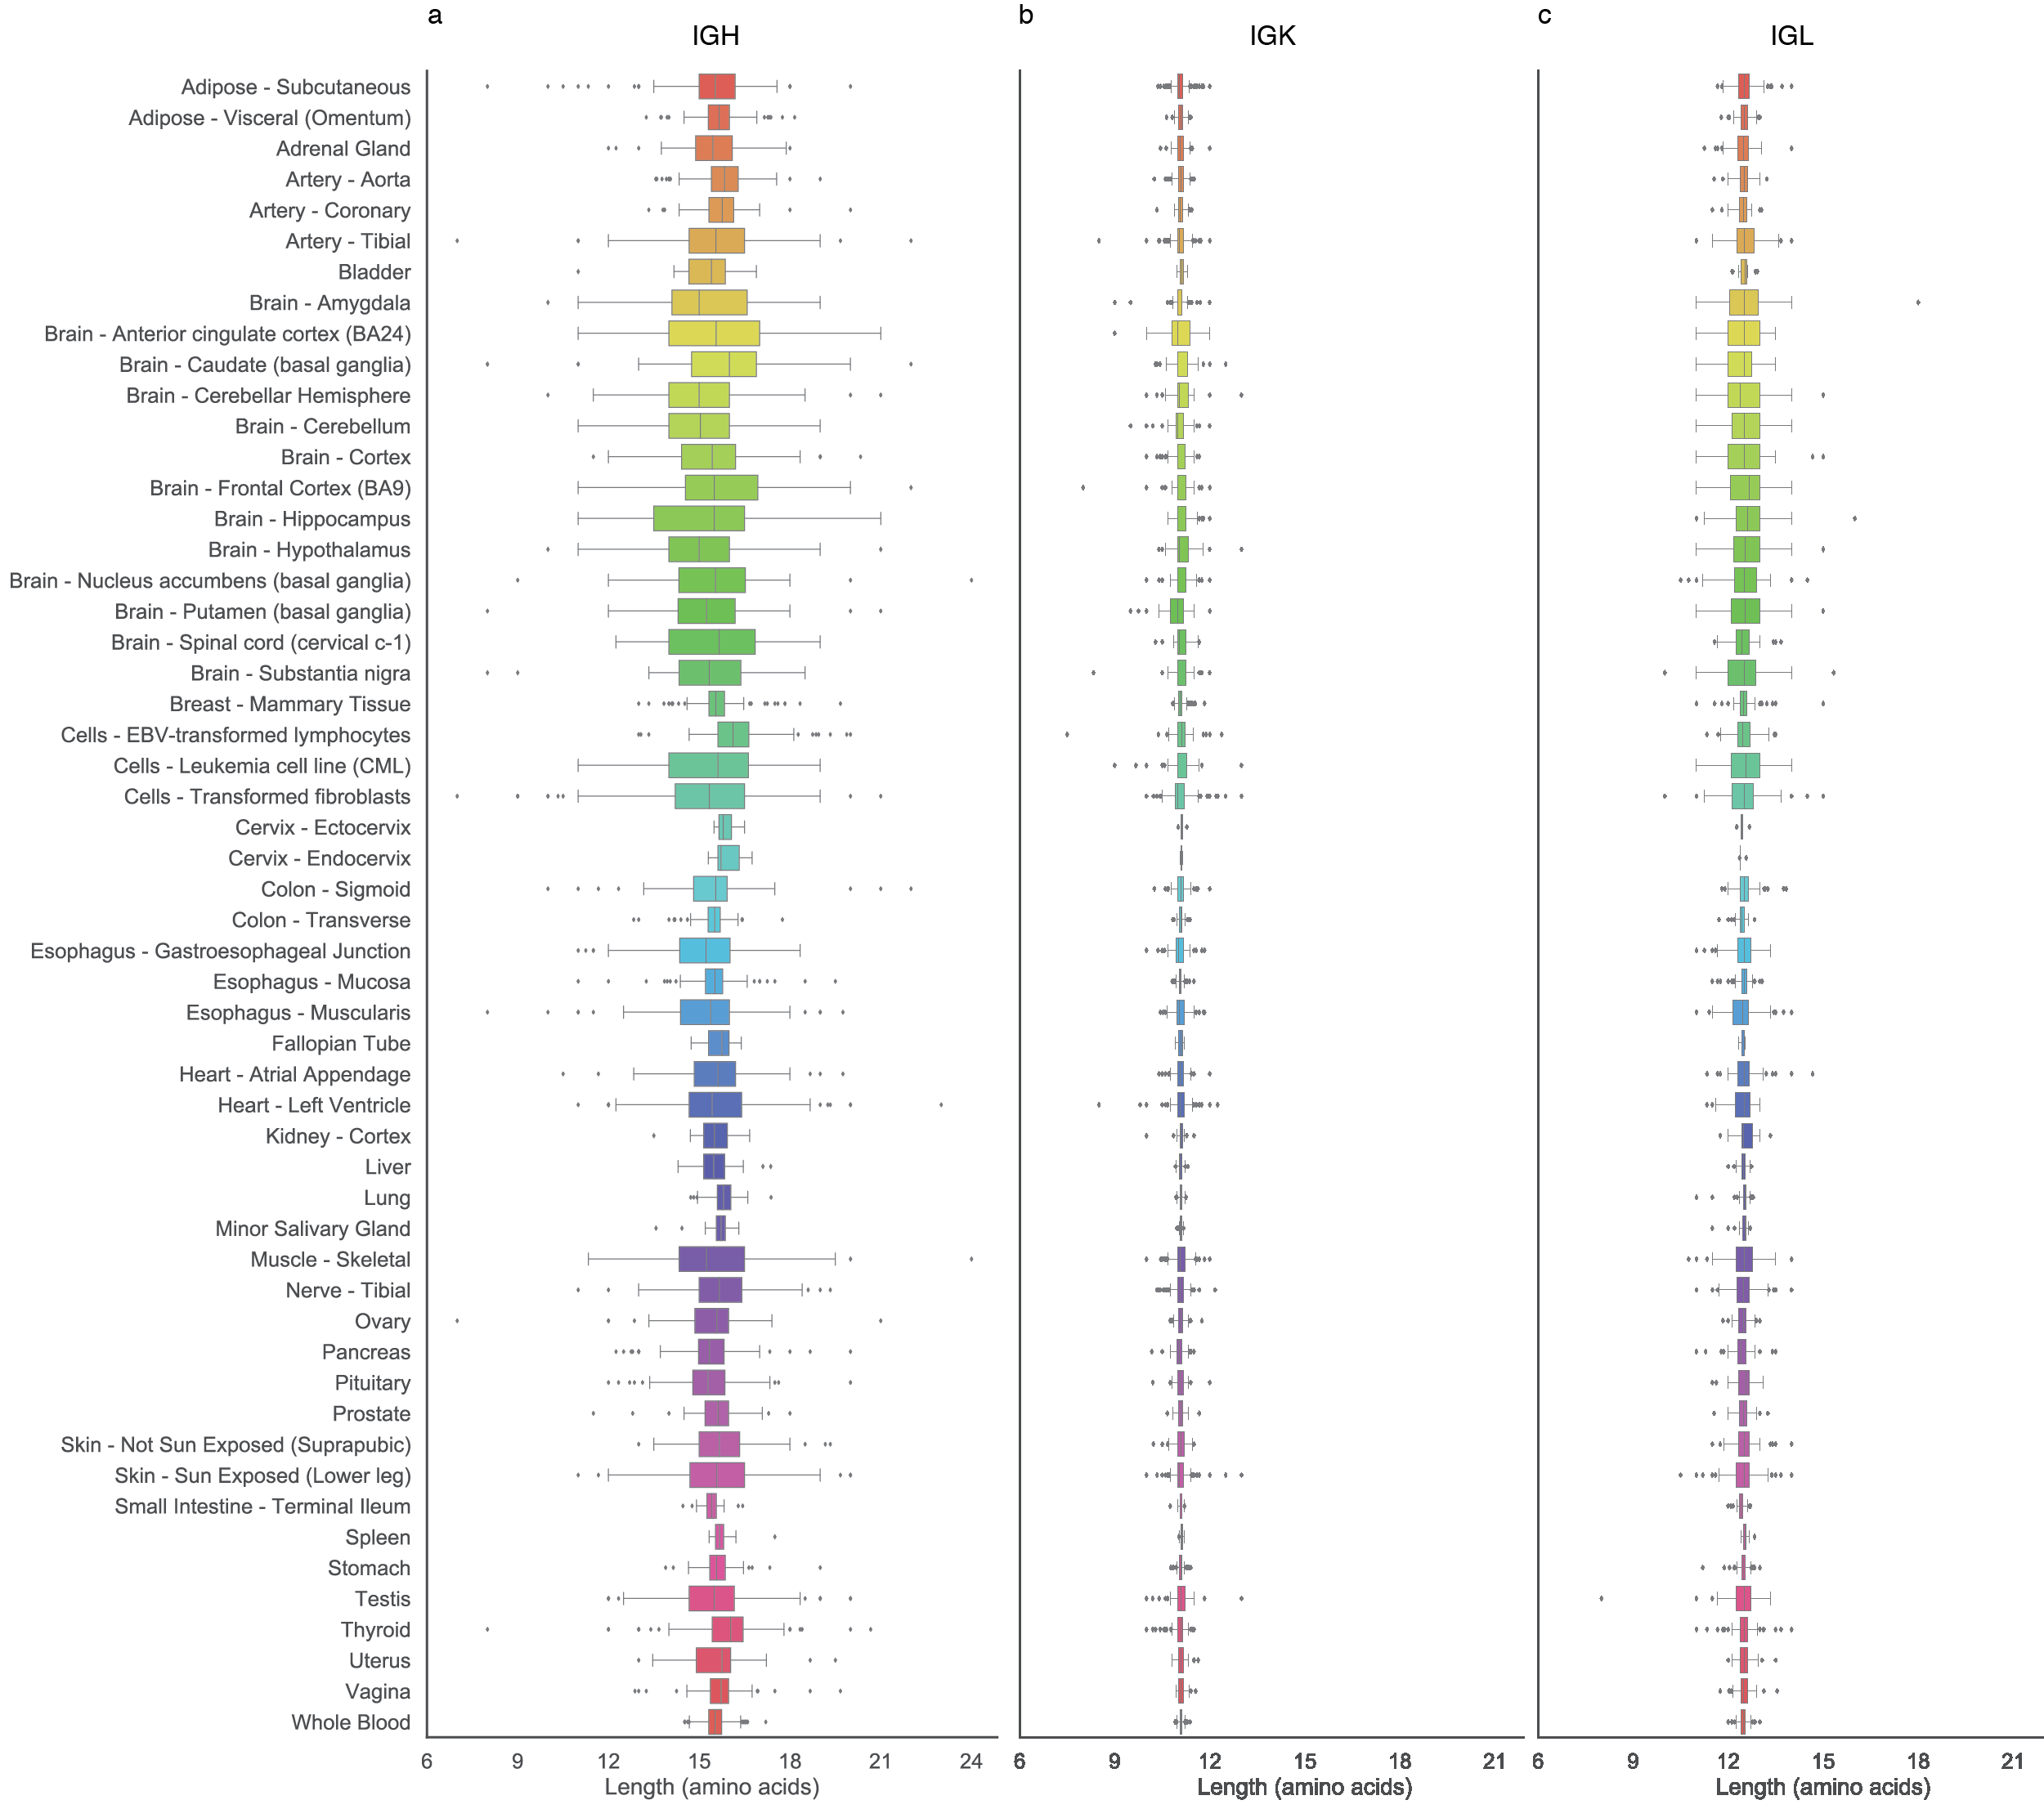 a
b
c
IGH
IGK
IGL
Adipose - Subcutaneous
Adipose - Visceral (Omentum)
Adrenal Gland
Artery - Aorta
Artery - Coronary
Artery - Tibial
Bladder
Brain - Amygdala
Brain - Anterior cingulate cortex (BA24)
Brain - Caudate (basal ganglia)
Brain - Cerebellar Hemisphere
Brain - Cerebellum
Brain - Cortex
Brain - Frontal Cortex (BA9)
Brain - Hippocampus
Brain - Hypothalamus
Brain - Nucleus accumbens (basal ganglia)
Brain - Putamen (basal ganglia)
Brain - Spinal cord (cervical c-1)
Brain - Substantia nigra
Breast - Mammary Tissue
Cells - EBV-transformed lymphocytes
Cells - Leukemia cell line (CML)
Cells - Transformed fibroblasts
Cervix - Ectocervix
Cervix - Endocervix
Colon - Sigmoid
Colon - Transverse
Esophagus - Gastroesophageal Junction
Esophagus - Mucosa
Esophagus - Muscularis
Fallopian Tube
Heart - Atrial Appendage
Heart - Left Ventricle
Kidney - Cortex
Liver
Lung
Minor Salivary Gland
Muscle - Skeletal
Nerve - Tibial
Ovary
Pancreas
Pituitary
Prostate
Skin - Not Sun Exposed (Suprapubic)
Skin - Sun Exposed (Lower leg)
Small Intestine - Terminal Ileum
Spleen
Stomach
Testis
Thyroid
Uterus
Vagina
Whole Blood
6 9 12 15 18 21 24
Length (amino acids)
6 9 12 15 18 21
Length (amino acids)
6 9 12 15 18 21
Length (amino acids)